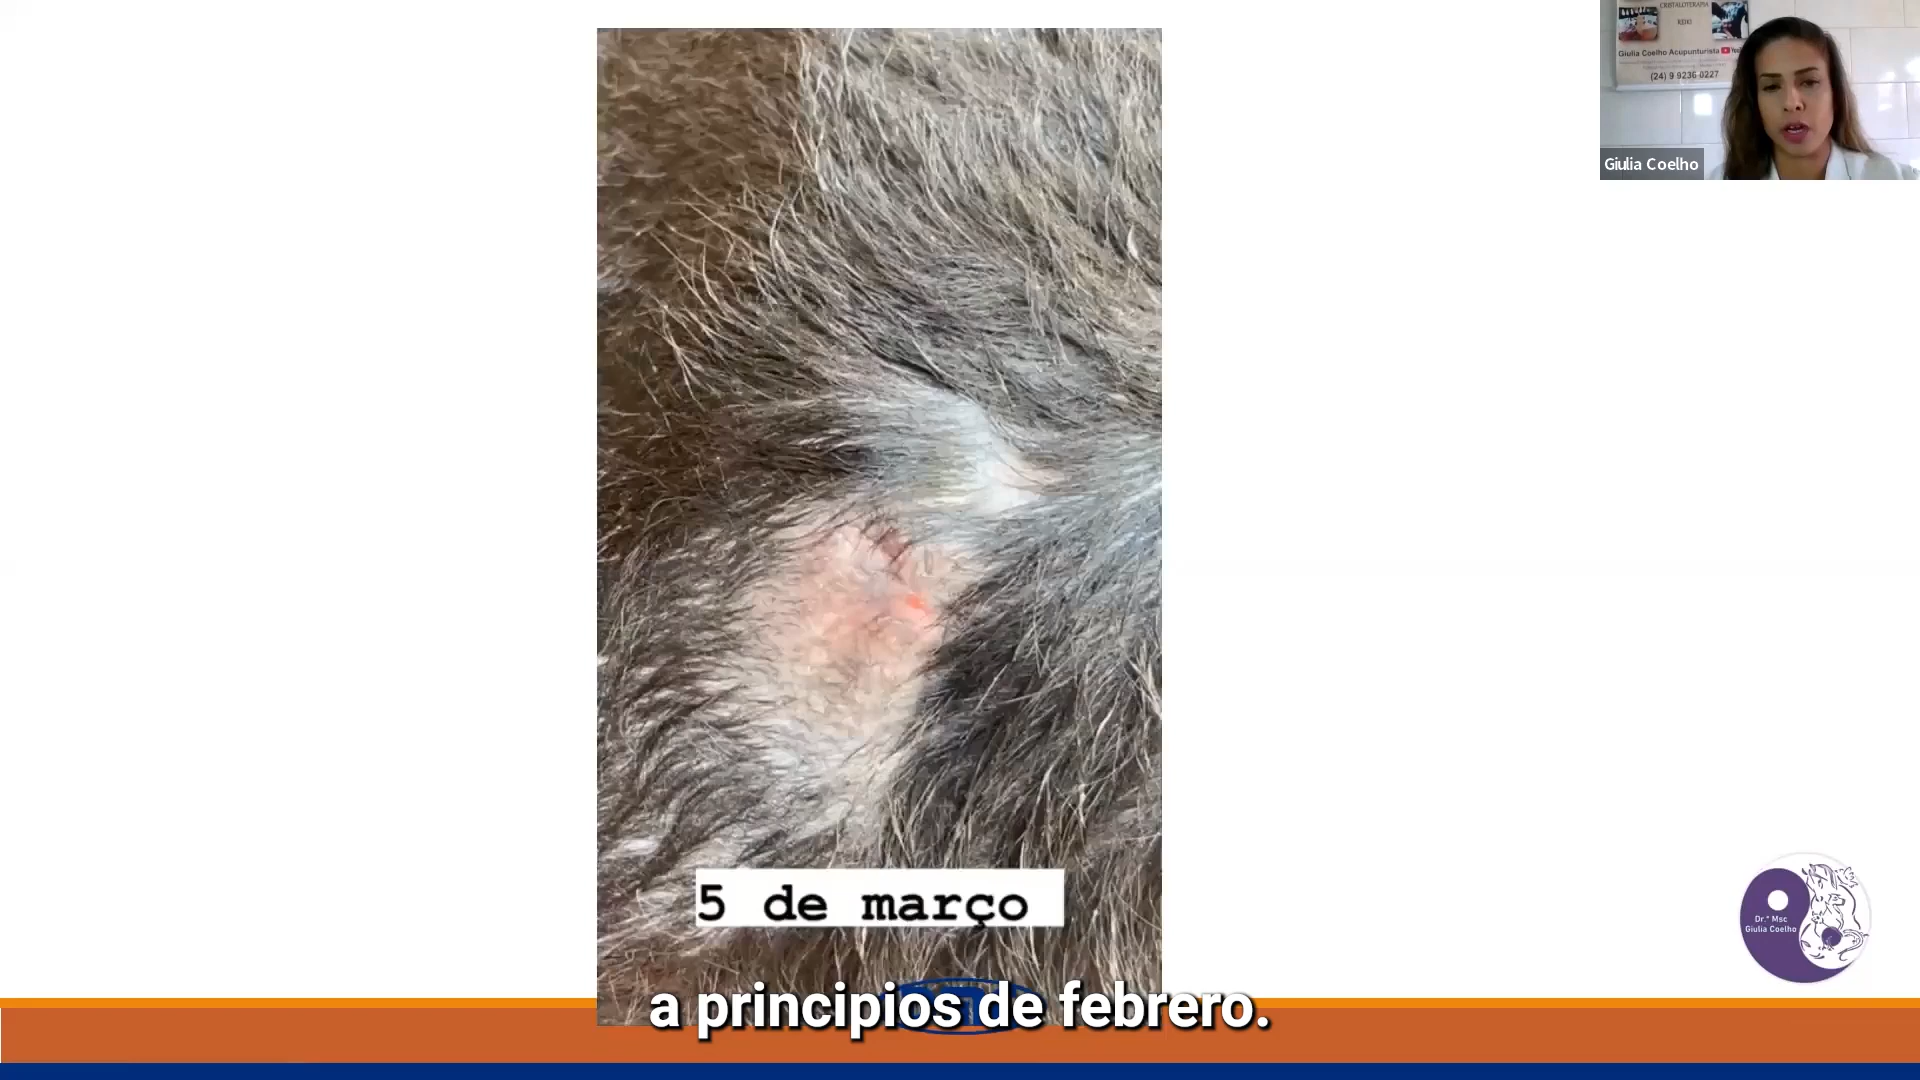 CRISTALOTERAPIA
REIKI
Giulia Coelho Acupunturista
(24) 9 9236 0227
Giulia Coelho
5 de março
Dr.ª Msc
Giulia Coelho
a principios de febrero.